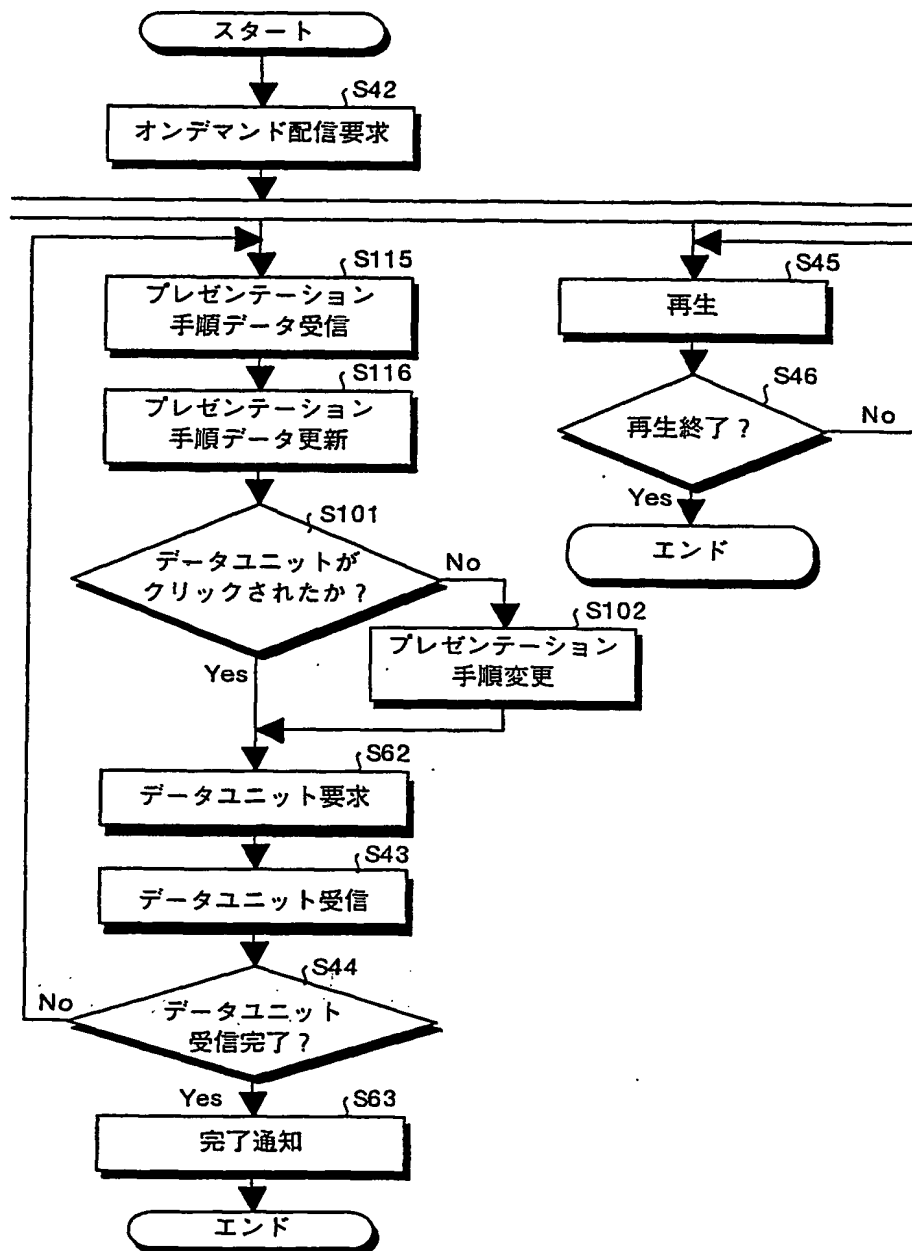 スタート
S42
オンデマンド配信要求
S115
プレゼンテーション
手順データ受信
S116
プレゼンテーション
手順データ更新
S101
データユニットが
クリックされたか?
No
Yes
S102
プレゼンテーション
手順変更
S62
データユニット要求
S43
データユニット受信
S44
データユニット
受信完了?
No
Yes
S63
完了通知
エンド
S45
再生
S46
再生終了?
No
Yes
エンド